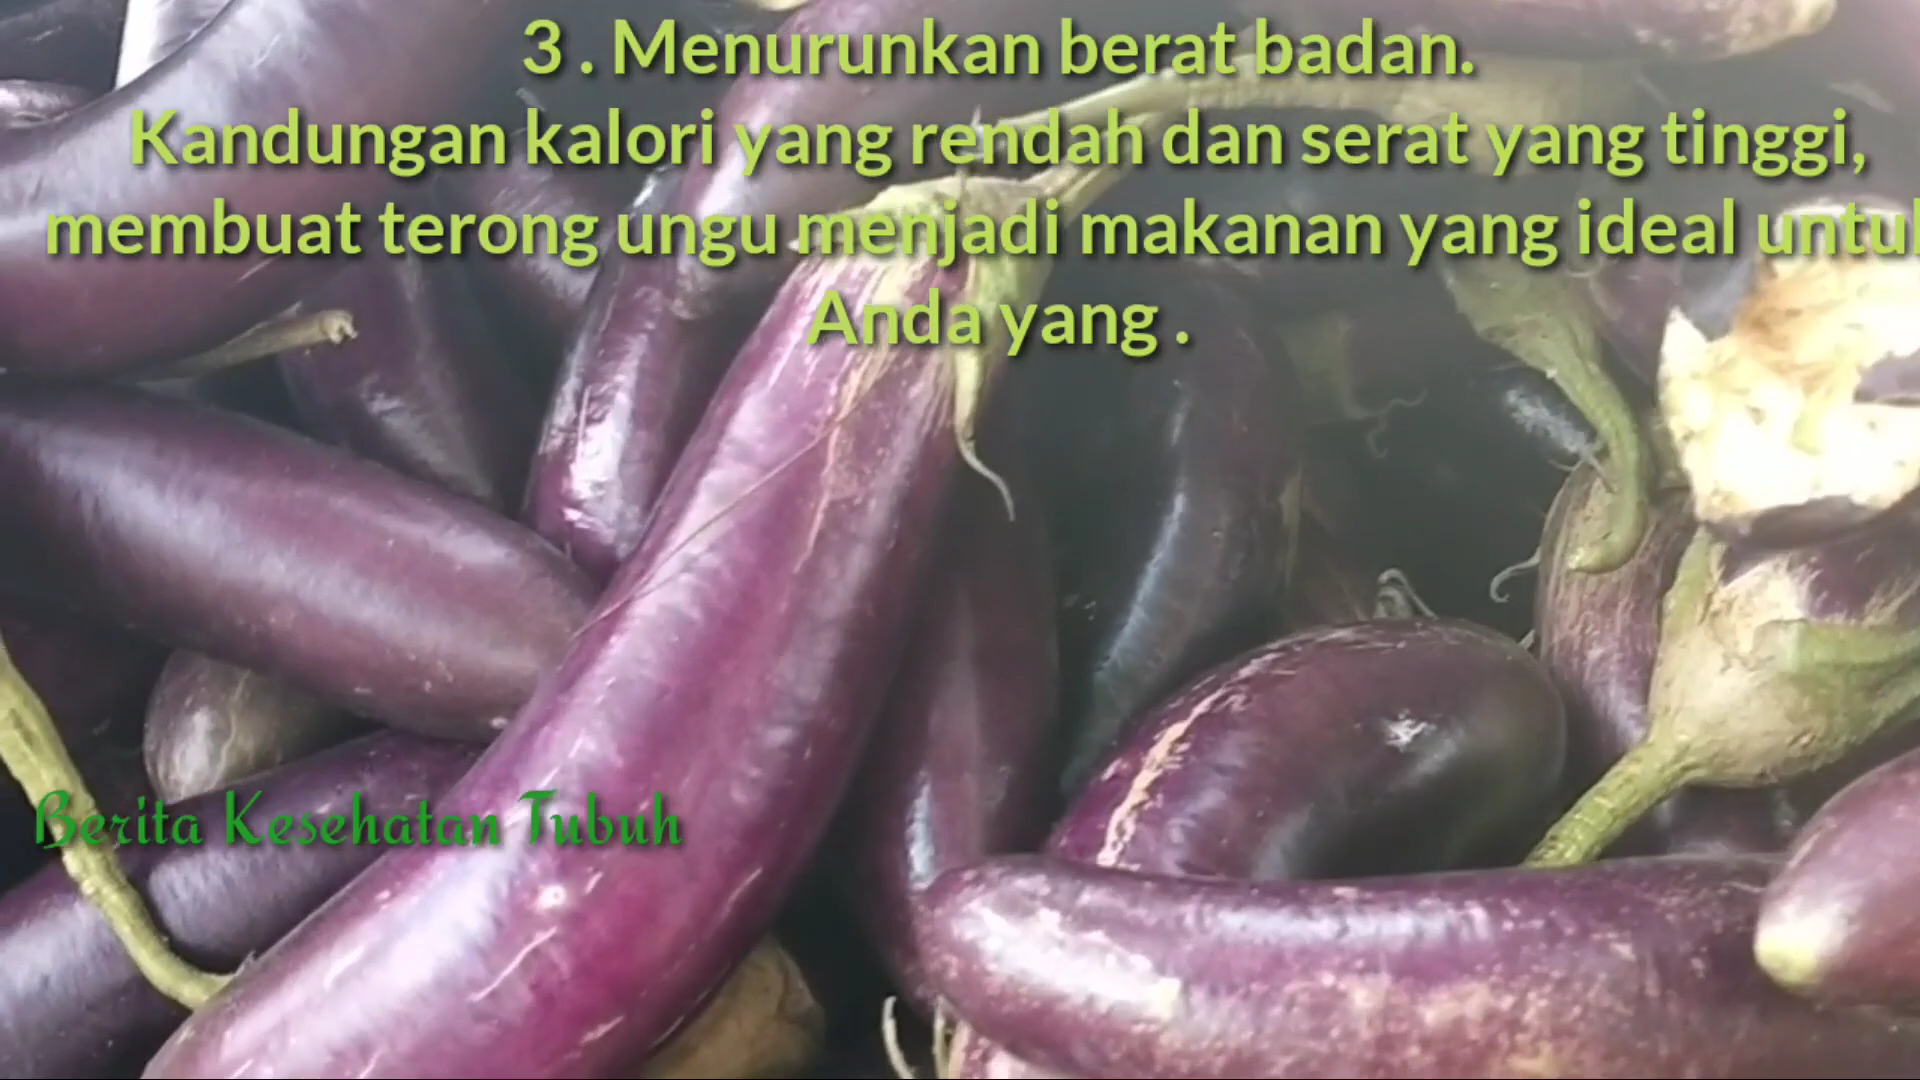 3 . Menurunkan berat badan.
Kandungan kalori yang rendah dan serat yang tinggi,
membuat terong ungu menjadi makanan yang ideal untuk
Anda yang .
Berita Kesehatan Tubuh